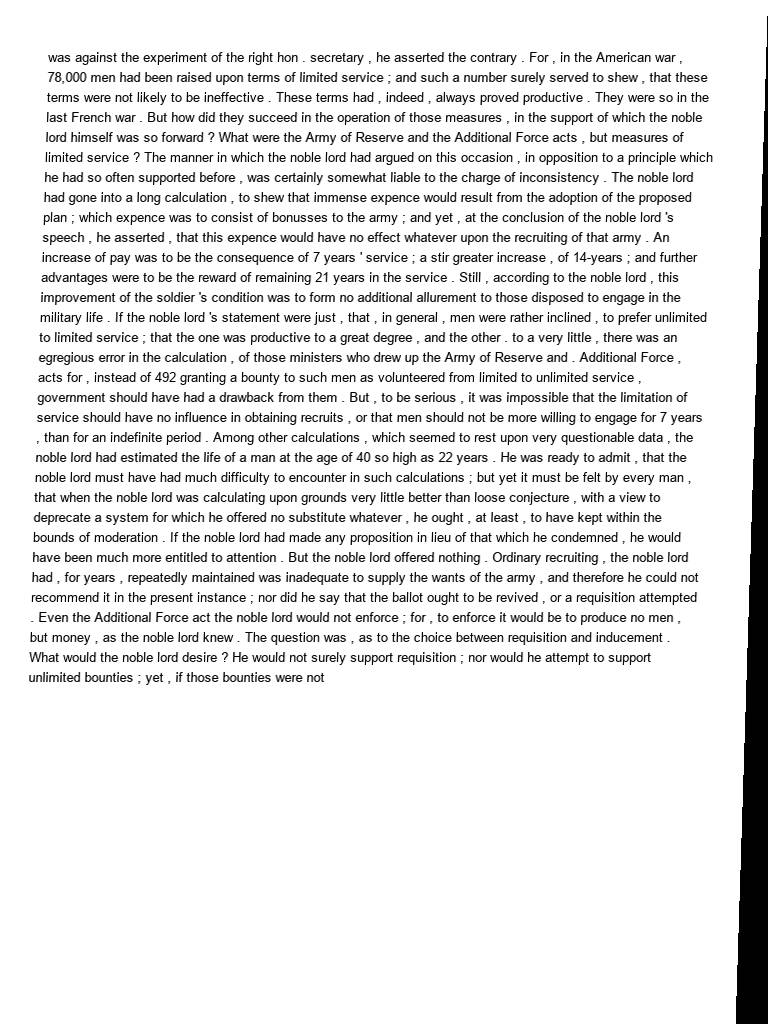 was against the experiment of the right hon . secretary , he asserted the contrary . For , in the American war ,
78,000 men had been raised upon terms of limited service ; and such a number surely served to shew , that these
terms were not likely to be ineffective . These terms had , indeed , always proved productive . They were so in the
last French war . But how did they succeed in the operation of those measures , in the support of which the noble
lord himself was so forward ? What were the Army of Reserve and the Additional Force acts , but measures of
limited service ? The manner in which the noble lord had argued on this occasion , in opposition to a principle which
he had so often supported before , was certainly somewhat liable to the charge of inconsistency . The noble lord
had gone into a long calculation , to shew that immense expence would result from the adoption of the proposed
plan ; which expence was to consist of bonusses to the army ; and yet , at the conclusion of the noble lord 's
speech , he asserted , that this expence would have no effect whatever upon the recruiting of that army . An
increase of pay was to be the consequence of 7 years ' service ; a stir greater increase , of 14-years ; and further
advantages were to be the reward of remaining 21 years in the service . Still , according to the noble lord , this
improvement of the soldier 's condition was to form no additional allurement to those disposed to engage in the
military life . If the noble lord 's statement were just , that , in general , men were rather inclined , to prefer unlimited
to limited service ; that the one was productive to a great degree , and the other . to a very little , there was an
egregious error in the calculation , of those ministers who drew up the Army of Reserve and . Additional Force ,
acts for , instead of 492 granting a bounty to such men as volunteered from limited to unlimited service ,
government should have had a drawback from them . But , to be serious , it was impossible that the limitation of
service should have no influence in obtaining recruits , or that men should not be more willing to engage for 7 years
, than for an indefinite period . Among other calculations , which seemed to rest upon very questionable data , the
noble lord had estimated the life of a man at the age of 40 so high as 22 years . He was ready to admit , that the
noble lord must have had much difficulty to encounter in such calculations ; but yet it must be felt by every man ,
that when the noble lord was calculating upon grounds very little better than loose conjecture , with a view to
deprecate a system for which he offered no substitute whatever , he ought , at least , to have kept within the
bounds of moderation . If the noble lord had made any proposition in lieu of that which he condemned , he would
have been much more entitled to attention . But the noble lord offered nothing . Ordinary recruiting , the noble lord
had , for years , repeatedly maintained was inadequate to supply the wants of the army , and therefore he could not
recommend it in the present instance ; nor did he say that the ballot ought to be revived , or a requisition attempted
. Even the Additional Force act the noble lord would not enforce ; for , to enforce it would be to produce no men ,
but money , as the noble lord knew . The question was , as to the choice between requisition and inducement .
What would the noble lord desire ? He would not surely support requisition ; nor would he attempt to support
unlimited bounties ; yet , if those bounties were not